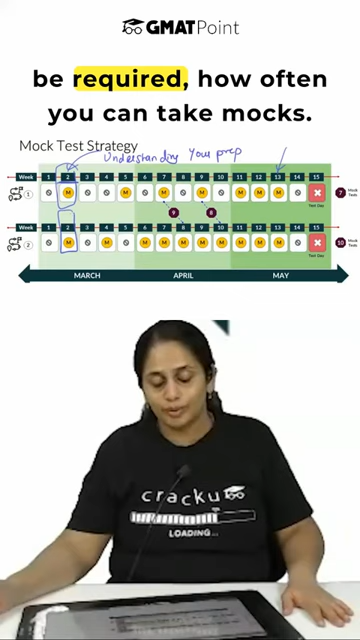 GMATPoint
be required, how often
you can take mocks.
Mock Test Strategy
Understanding your prep
Week 1 2 3 4 5 6 7 8 9 10 11 12 13 14 15
1 M M M M M M M 7 Mock Tests
Test Day
9 8
Week 1 2 3 4 5 6 7 8 9 10 11 12 13 14 15
2 M M M M M M M M M M 10 Mock Tests
Test Day
MARCH APRIL MAY
cracku
LOADING...